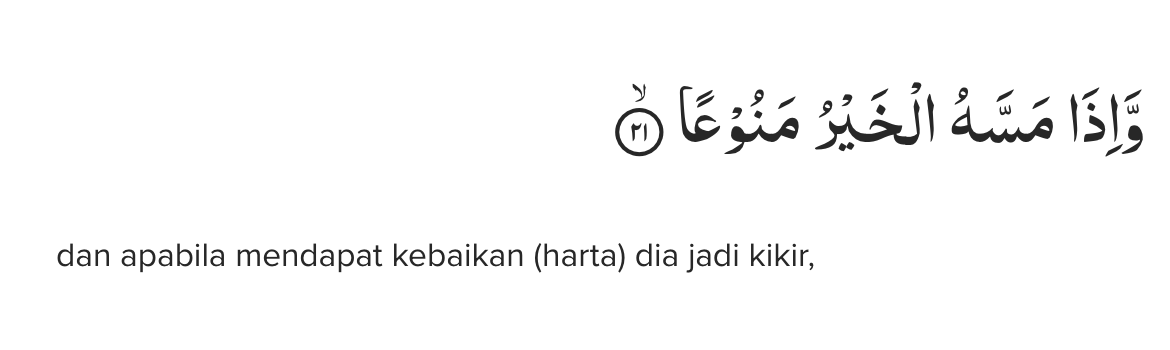 وَّاِذَا مَسَّهُ الْخَيْرُ مَنُوْعًاۙ ٢١
dan apabila mendapat kebaikan (harta) dia jadi kikir,